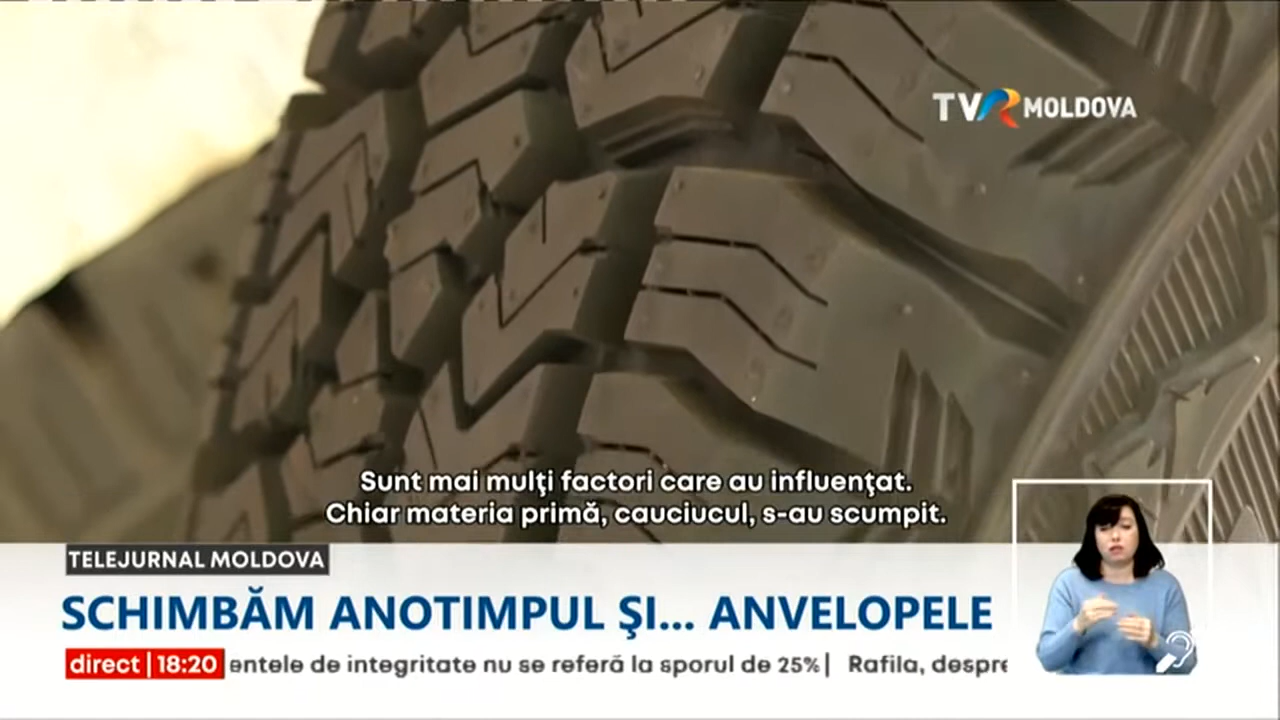 TVR MOLDOVA
Sunt mai mulţi factori care au influenţat.
Chiar materia primă, cauciucul, s-au scumpit.
TELEJURNAL MOLDOVA
SCHIMBĂM ANOTIMPUL ŞI... ANVELOPELE
direct | 18:20 entele de integritate nu se referă la sporul de 25% | Rafila, despre